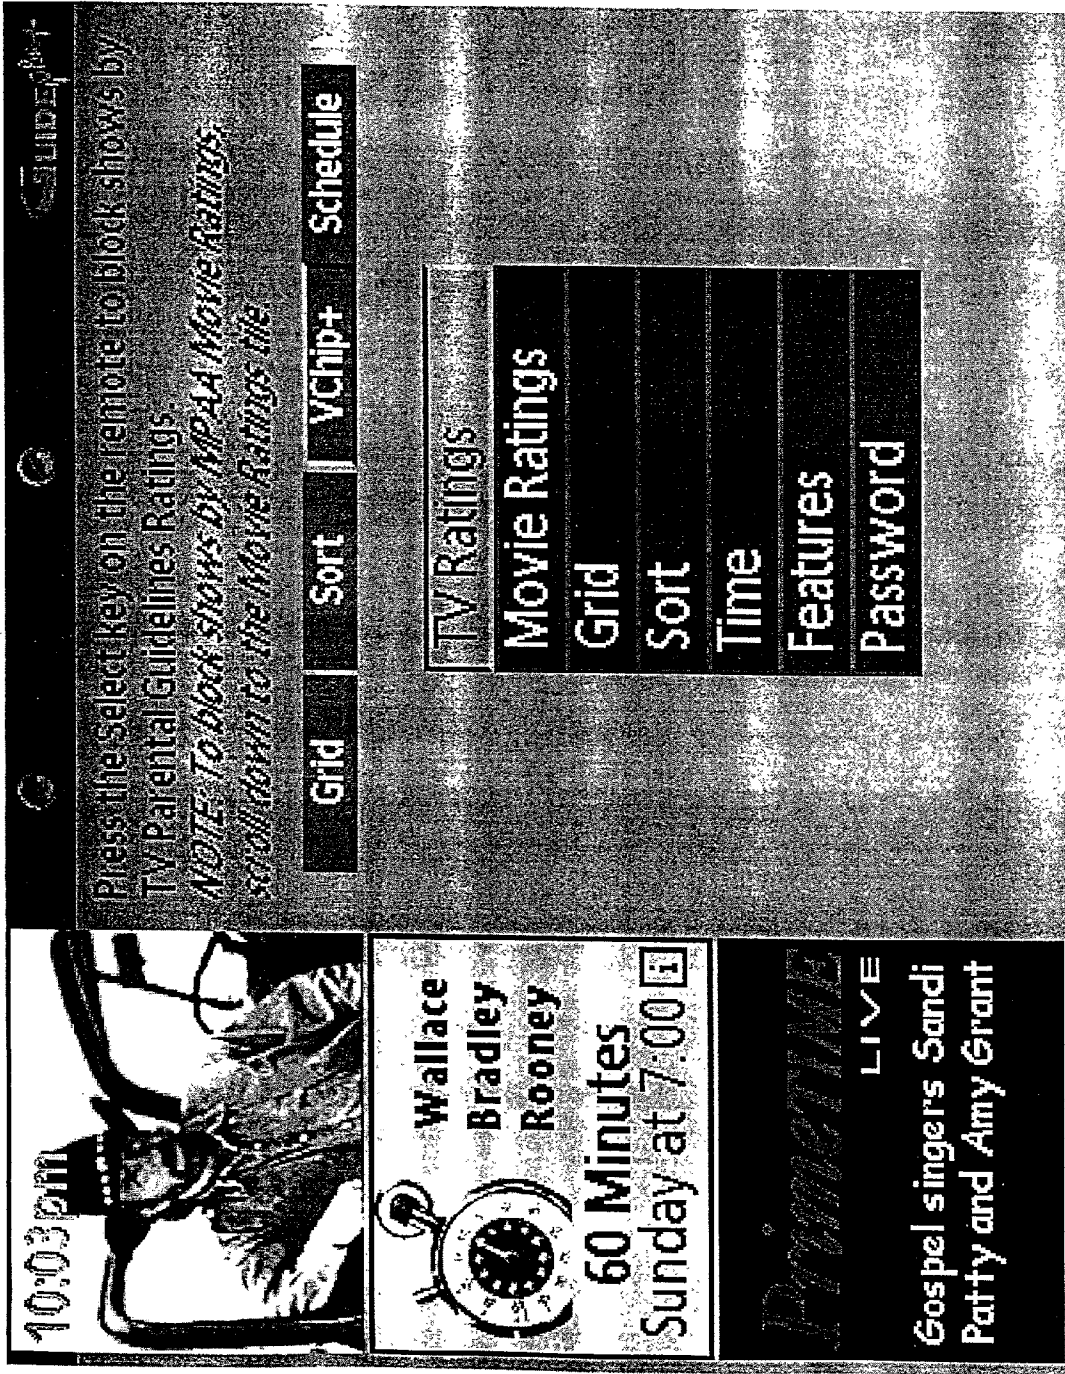 10:03pm
GUIDE plus+
Press the Select key on the remote to block shows by
TV Parental Guidelines Ratings.
NOTE: To block shows by MPAA Movie Ratings,
scroll down to the Movie Ratings tile.
Grid Sort VChip+ Schedule
TV Ratings
Movie Ratings
Grid
Sort
Time
Features
Password
Wallace
Bradley
Rooney
60 Minutes
Sunday at 7:00 i
PrimeTIME
LIVE
Gospel singers Sandi
Patty and Amy Grant